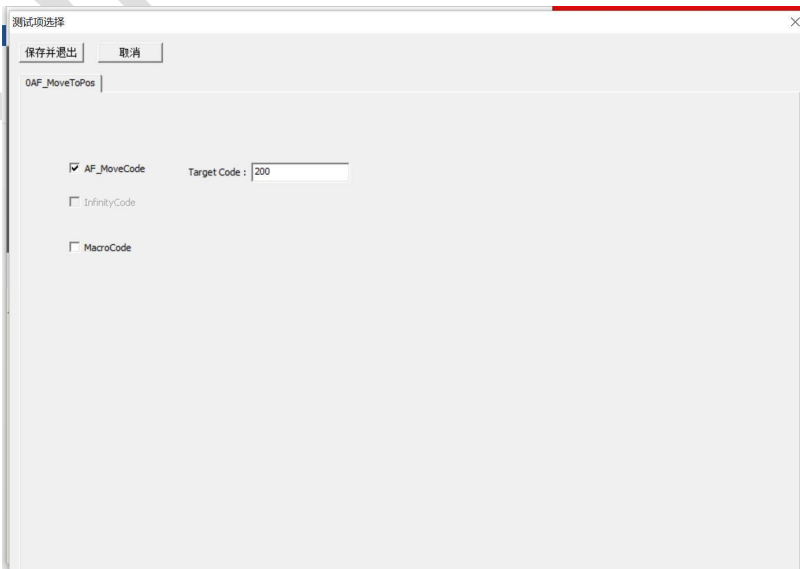 测试项选择
保存并退出 取消
0AF_MoveToPos
AF_MoveCode Target Code : 200
InfinityCode
MacroCode